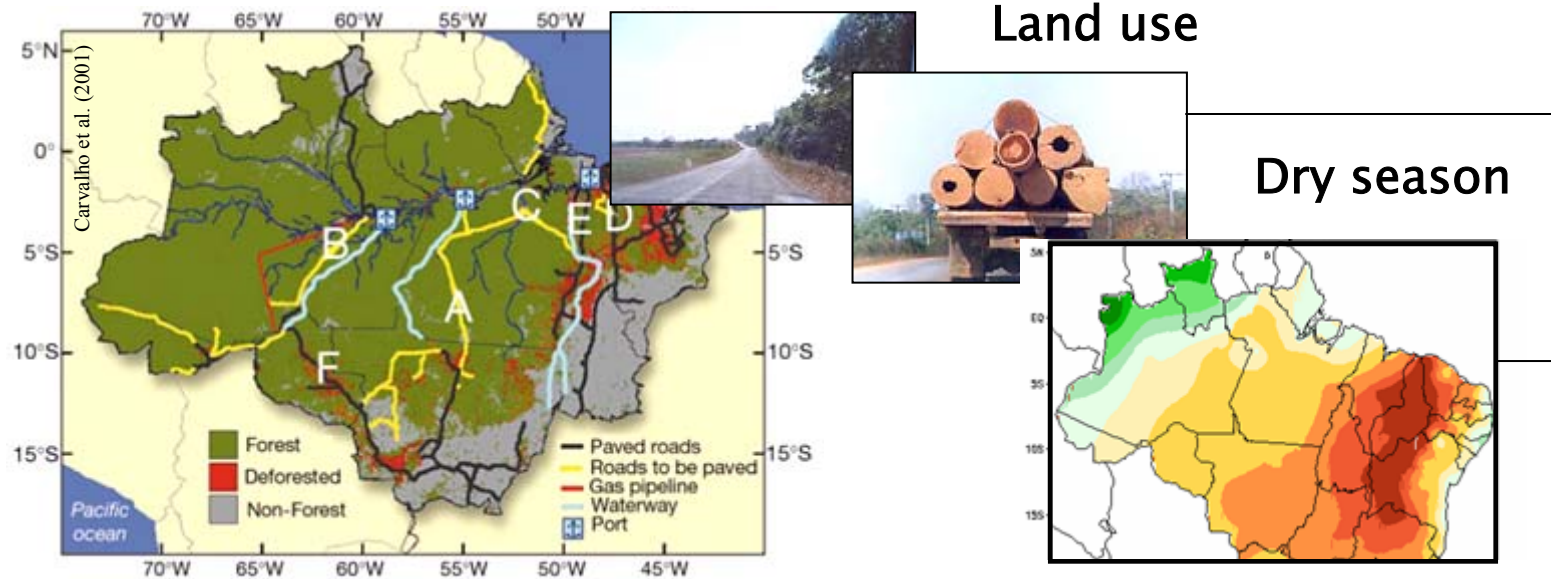 Land use
Dry season
Carvalho et al. (2001)
70°W 65°W 60°W 55°W 50°W
5°N
0°
5°S
10°S
15°S
5°S
10°S
15°S
B
C
E
D
A
F
Forest
Deforested
Non-Forest
Paved roads
Roads to be paved
Gas pipeline
Waterway
Port
Pacific
ocean
70°W 65°W 60°W 55°W 50°W 45°W
5N
EQ
5S
10S
15S